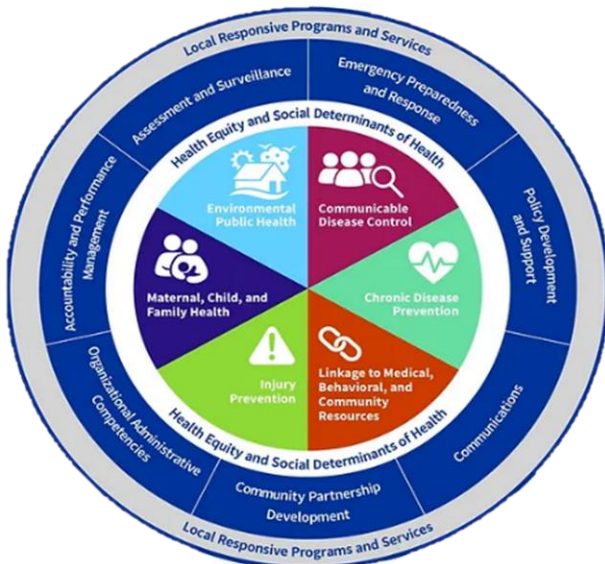 Local Responsive Programs and Services
Assessment and Surveillance
Emergency Preparedness
and Response
Health Equity and Social Determinants of Health
Accountability and Performance
Management
Policy Development
and Support
Environmental
Public Health
Communicable
Disease Control
Maternal, Child, and
Family Health
Chronic Disease
Prevention
Injury
Prevention
Linkage to Medical,
Behavioral, and
Community
Resources
Organizational Administrative
Competencies
Communications
Health Equity and Social Determinants of Health
Community Partnership
Development
Local Responsive Programs and Services